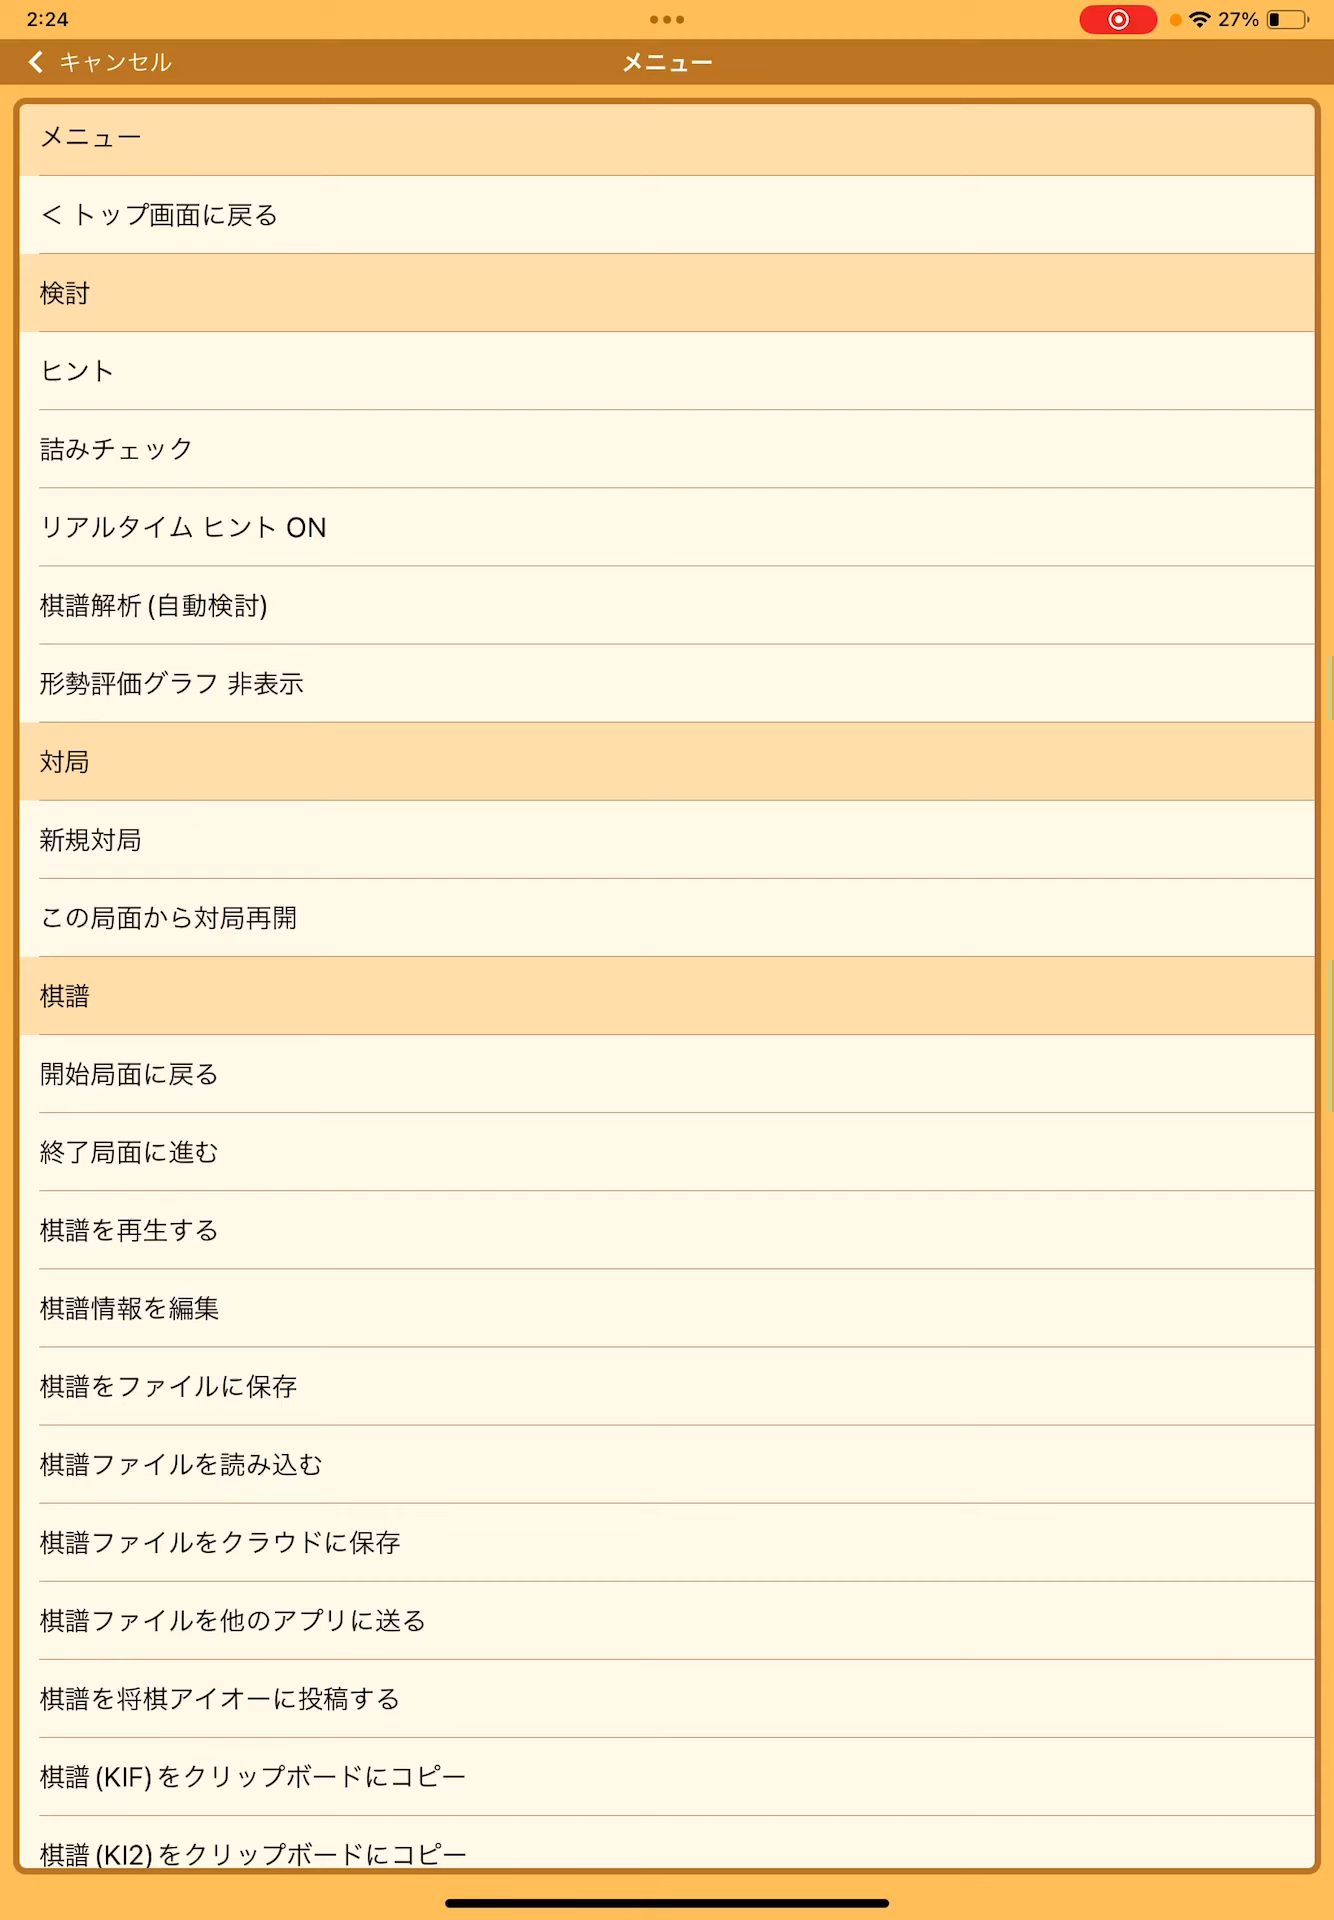 2:24
27%
キャンセル
メニュー
メニュー
< トップ画面に戻る
検討
ヒント
詰みチェック
リアルタイム ヒント ON
棋譜解析 (自動検討)
形勢評価グラフ 非表示
対局
新規対局
この局面から対局再開
棋譜
開始局面に戻る
終了局面に進む
棋譜を再生する
棋譜情報を編集
棋譜をファイルに保存
棋譜ファイルを読み込む
棋譜ファイルをクラウドに保存
棋譜ファイルを他のアプリに送る
棋譜を将棋アイオーに投稿する
棋譜 (KIF) をクリップボードにコピー
棋譜 (KI2) をクリップボードにコピー